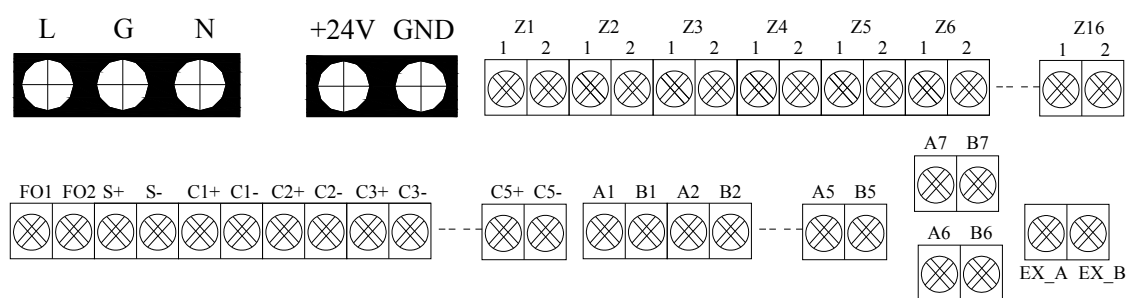 L G N +24V GND Z1 Z2 Z3 Z4 Z5 Z6 Z16
1 2 1 2 1 2 1 2 1 2 1 2 1 2
A7 B7
FO1 FO2 S+ S- C1+ C1- C2+ C2- C3+ C3- C5+ C5- A1 B1 A2 B2 A5 B5
A6 B6
EX_A EX_B